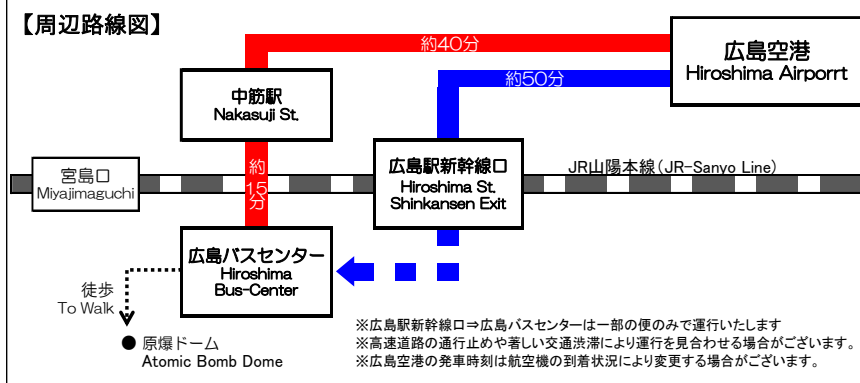 【周辺路線図】
約40分
広島空港
Hiroshima Airporrt
約50分
中筋駅
Nakasuji St.
約
15
分
広島駅新幹線口
Hiroshima St.
Shinkansen Exit
JR山陽本線(JR-Sanyo Line)
宮島口
Miyajimaguchi
広島バスセンター
Hiroshima
Bus-Center
徒歩
To Walk
● 原爆ドーム
Atomic Bomb Dome
※広島駅新幹線口⇒広島バスセンターは一部の便のみで運行いたします
※高速道路の通行止めや著しい交通渋滞により運行を見合わせる場合がございます。
※広島空港の発車時刻は航空機の到着状況により変更する場合がございます。